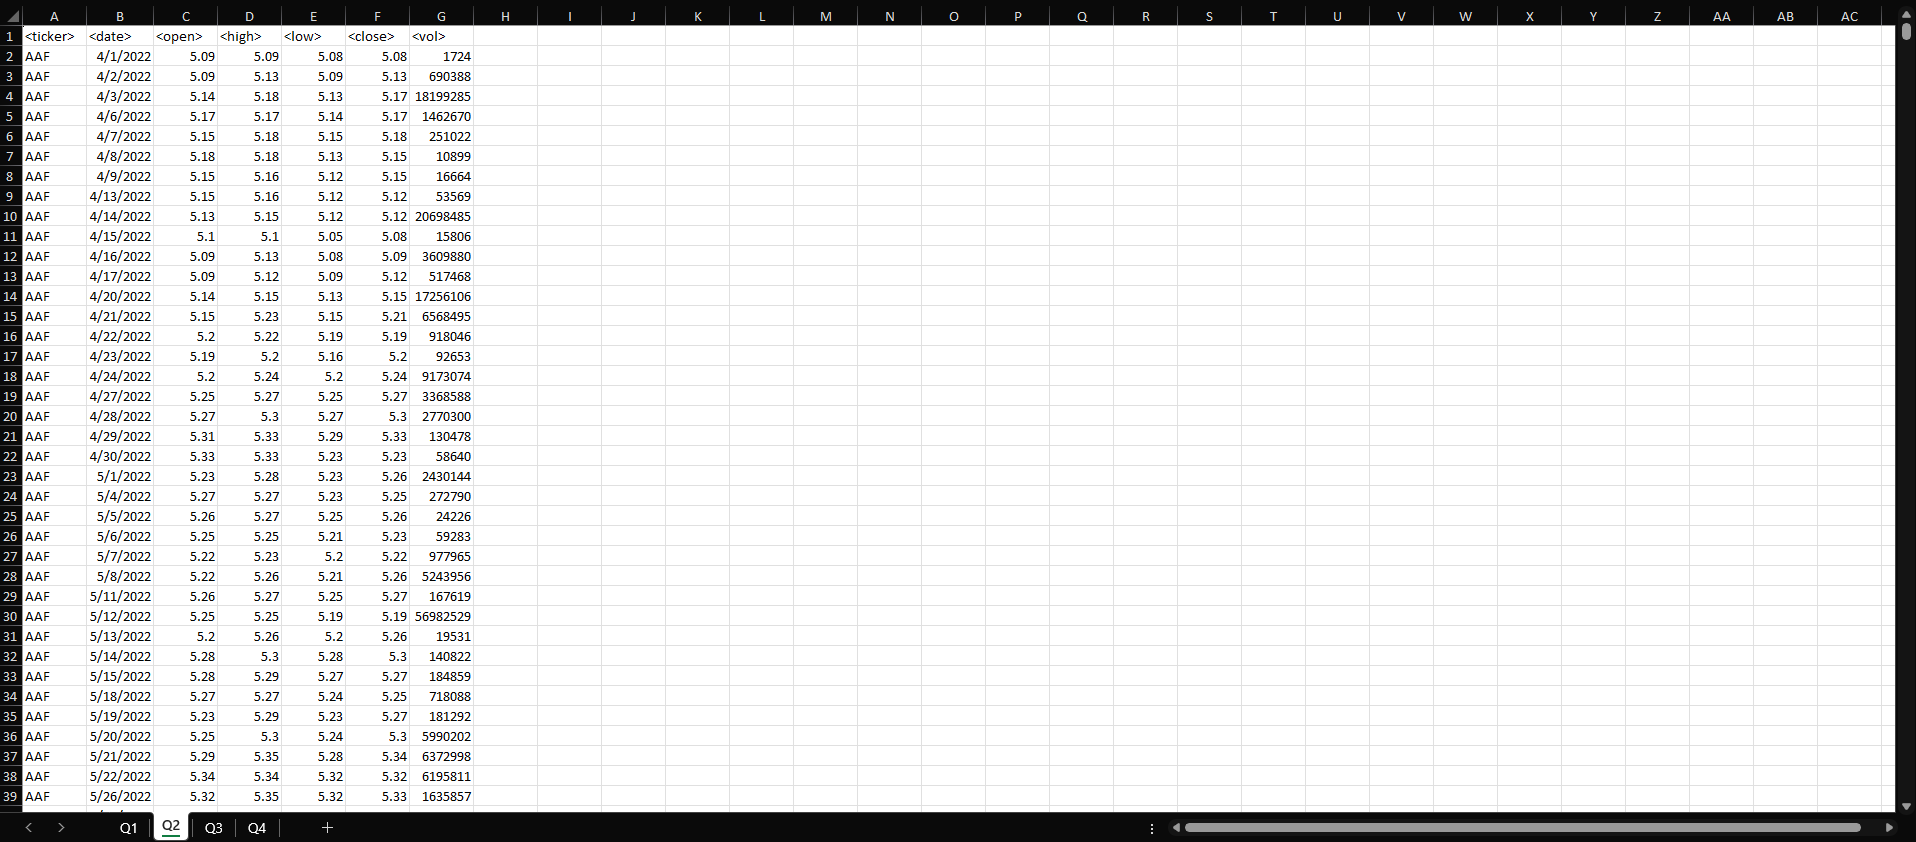 A B C D E F G H I J K L M N O P Q R S T U V W X Y Z AA AB AC
1 <ticker> <date> <open> <high> <low> <close> <vol>
2 AAF 4/1/2022 5.09 5.09 5.08 5.08 1724
3 AAF 4/2/2022 5.09 5.13 5.09 5.13 690388
4 AAF 4/3/2022 5.14 5.18 5.13 5.17 18199285
5 AAF 4/6/2022 5.17 5.17 5.14 5.17 1462670
6 AAF 4/7/2022 5.15 5.18 5.15 5.18 251022
7 AAF 4/8/2022 5.18 5.18 5.13 5.15 10899
8 AAF 4/9/2022 5.15 5.16 5.12 5.15 16664
9 AAF 4/13/2022 5.15 5.16 5.12 5.12 53569
10 AAF 4/14/2022 5.13 5.15 5.12 5.12 20698485
11 AAF 4/15/2022 5.1 5.1 5.05 5.08 15806
12 AAF 4/16/2022 5.09 5.13 5.08 5.09 3609880
13 AAF 4/17/2022 5.09 5.12 5.09 5.12 517468
14 AAF 4/20/2022 5.14 5.15 5.13 5.15 17256106
15 AAF 4/21/2022 5.15 5.23 5.15 5.21 6568495
16 AAF 4/22/2022 5.2 5.22 5.19 5.19 918046
17 AAF 4/23/2022 5.19 5.2 5.16 5.2 92653
18 AAF 4/24/2022 5.2 5.24 5.2 5.24 9173074
19 AAF 4/27/2022 5.25 5.27 5.25 5.27 3368588
20 AAF 4/28/2022 5.27 5.3 5.27 5.3 2770300
21 AAF 4/29/2022 5.31 5.33 5.29 5.33 130478
22 AAF 4/30/2022 5.33 5.33 5.23 5.23 58640
23 AAF 5/1/2022 5.23 5.28 5.23 5.26 2430144
24 AAF 5/4/2022 5.27 5.27 5.23 5.25 272790
25 AAF 5/5/2022 5.26 5.27 5.25 5.26 24226
26 AAF 5/6/2022 5.25 5.25 5.21 5.23 59283
27 AAF 5/7/2022 5.22 5.23 5.2 5.22 977965
28 AAF 5/8/2022 5.22 5.26 5.21 5.26 5243956
29 AAF 5/11/2022 5.26 5.27 5.25 5.27 167619
30 AAF 5/12/2022 5.25 5.25 5.19 5.19 56982529
31 AAF 5/13/2022 5.2 5.26 5.2 5.26 19531
32 AAF 5/14/2022 5.28 5.3 5.28 5.3 140822
33 AAF 5/15/2022 5.28 5.29 5.27 5.27 184859
34 AAF 5/18/2022 5.27 5.27 5.24 5.25 718088
35 AAF 5/19/2022 5.23 5.29 5.23 5.27 181292
36 AAF 5/20/2022 5.25 5.3 5.24 5.3 5990202
37 AAF 5/21/2022 5.29 5.35 5.28 5.34 6372998
38 AAF 5/22/2022 5.34 5.34 5.32 5.32 6195811
39 AAF 5/26/2022 5.32 5.35 5.32 5.33 1635857
Q1 Q2 Q3 Q4